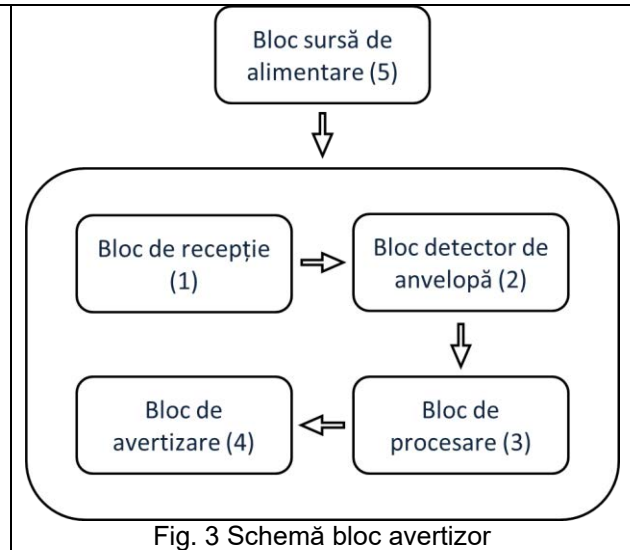 Bloc sursă de
alimentare (5)
Bloc de recepție
(1)
Bloc detector de
anvelopă (2)
Bloc de
avertizare (4)
Bloc de
procesare (3)
Fig. 3 Schemă bloc avertizor